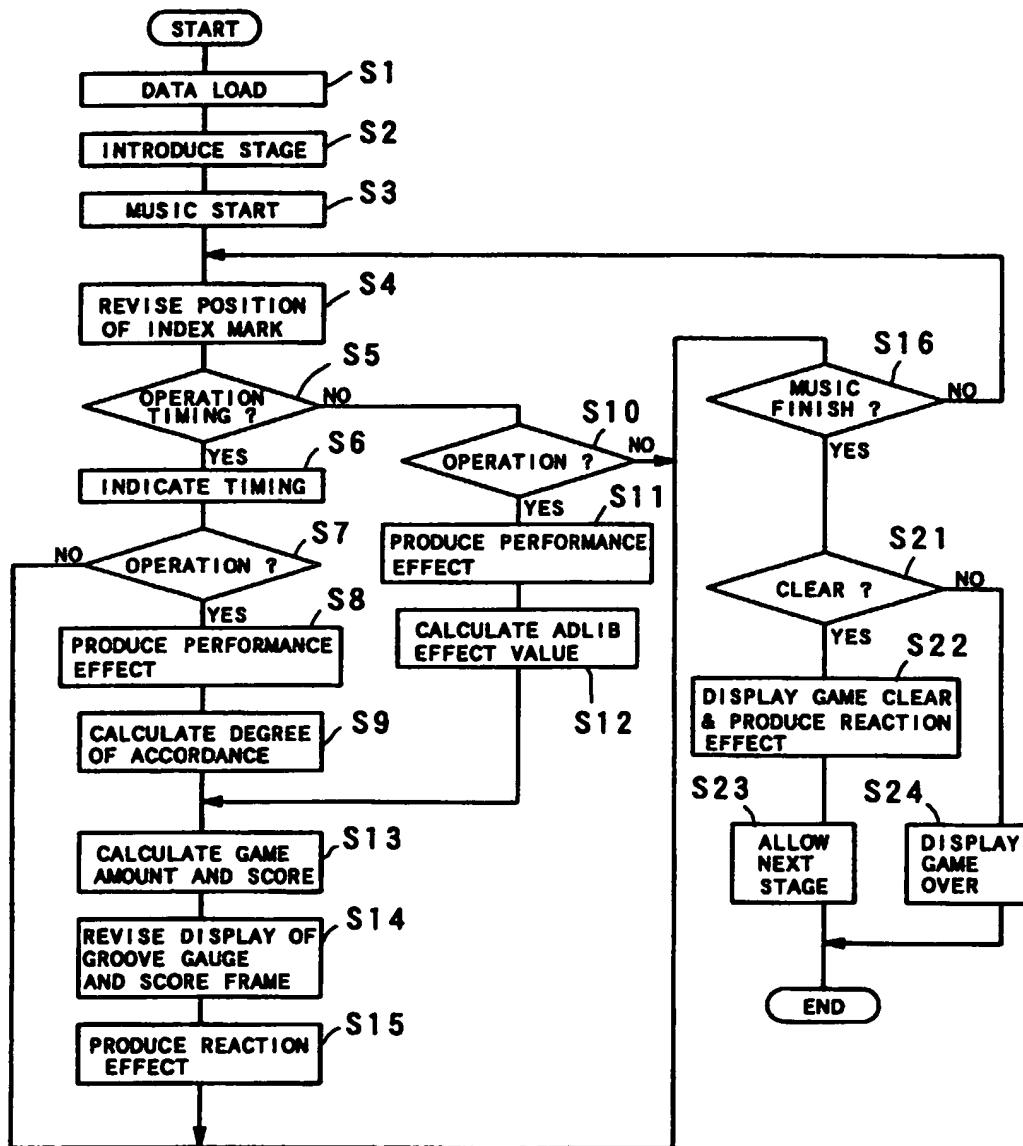 START
S1
DATA LOAD
S2
INTRODUCE STAGE
S3
MUSIC START
S4
REVISE POSITION
OF INDEX MARK
S5
OPERATION
TIMING ?
NO
YES
S6
INDICATE TIMING
S7
OPERATION ?
NO
YES
S8
PRODUCE PERFORMANCE
EFFECT
S9
CALCULATE DEGREE
OF ACCORDANCE
S10
OPERATION ?
NO
YES
S11
PRODUCE PERFORMANCE
EFFECT
CALCULATE ADLIB
EFFECT VALUE
S12
S13
CALCULATE GAME
AMOUNT AND SCORE
S14
REVISE DISPLAY OF
GROOVE GAUGE
AND SCORE FRAME
S15
PRODUCE REACTION
EFFECT
S16
MUSIC
FINISH ?
NO
YES
S21
CLEAR ?
NO
YES
S22
DISPLAY GAME CLEAR
& PRODUCE REACTION
EFFECT
S23
ALLOW
NEXT
STAGE
S24
DISPLAY
GAME
OVER
END